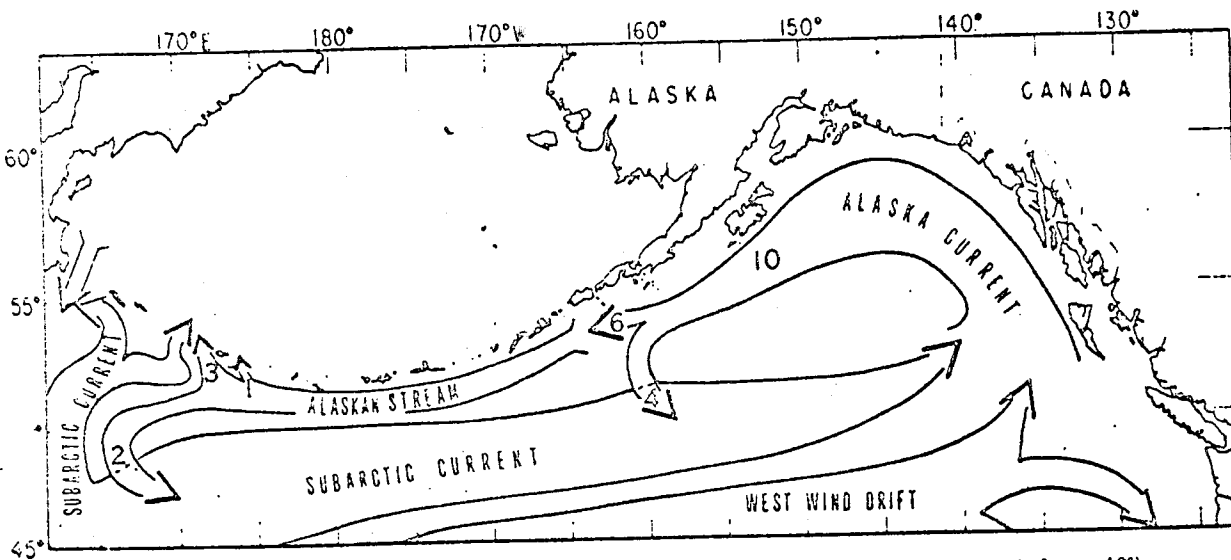 170°E 180° 170°W 160° 150° 140° 130°
ALASKA CANADA
60°
ALASKA CURRENT
10
55°
6
3
SUBARCTIC CURRENT
ALASKAN STREAM
4
2
SUBARCTIC CURRENT
WEST WIND DRIFT
45°